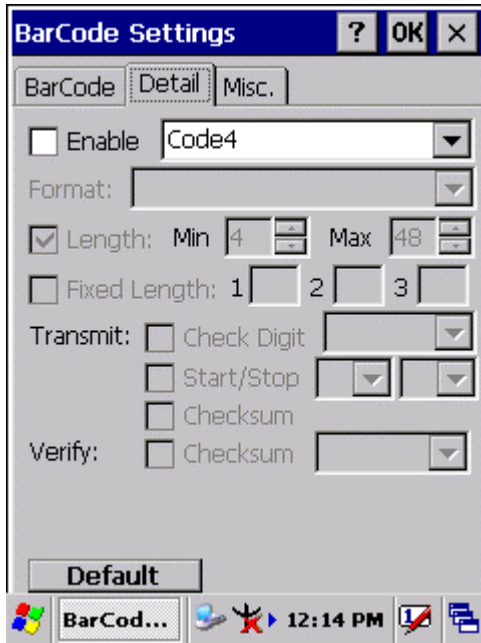 BarCode Settings ? OK ×
BarCode Detail Misc.
Enable Code4
Format:
Length: Min 4 Max 48
Fixed Length: 1 2 3
Transmit: Check Digit
Start/Stop
Checksum
Verify: Checksum
Default
BarCod... 12:14 PM 1